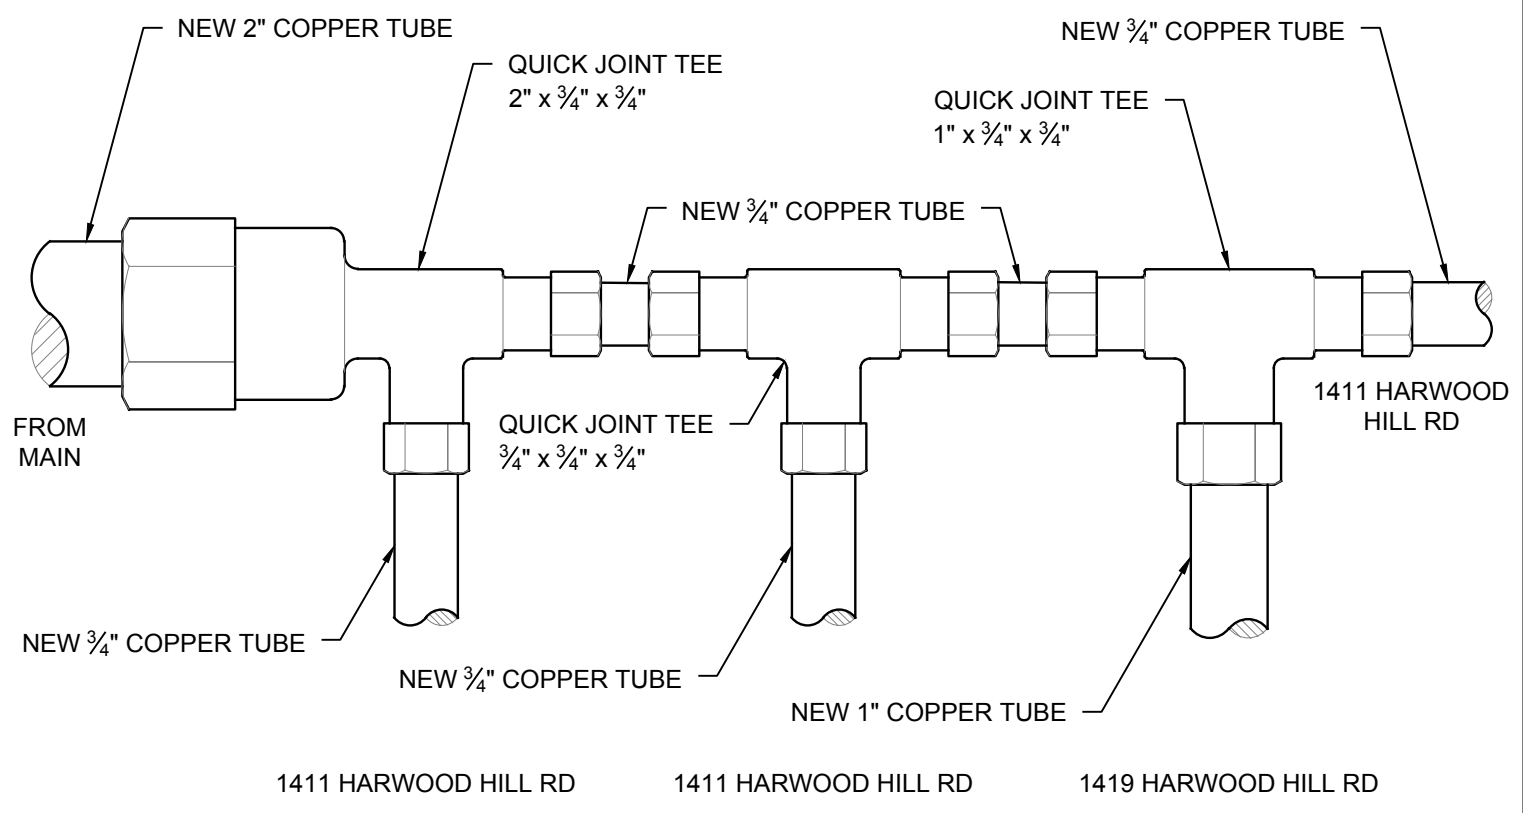 NEW 2" COPPER TUBE
NEW ¾" COPPER TUBE
QUICK JOINT TEE
2" x ¾" x ¾"
QUICK JOINT TEE
1" x ¾" x ¾"
NEW ¾" COPPER TUBE
1411 HARWOOD
HILL RD
FROM
MAIN
QUICK JOINT TEE
¾" x ¾" x ¾"
NEW ¾" COPPER TUBE
NEW ¾" COPPER TUBE
NEW 1" COPPER TUBE
1411 HARWOOD HILL RD
1411 HARWOOD HILL RD
1419 HARWOOD HILL RD